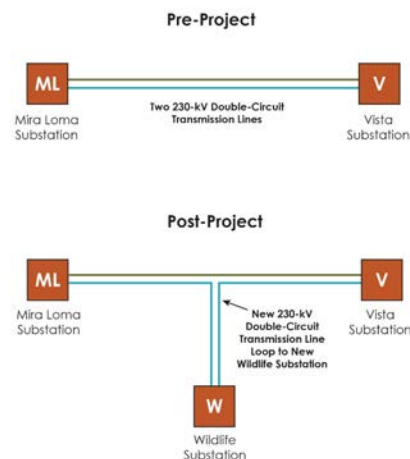 Pre-Project
ML
V
Mira Loma
Substation
Two 230-kV Double-Circuit
Transmission Lines
Vista
Substation
Post-Project
ML
V
Mira Loma
Substation
Vista
Substation
New 230-kV
Double-Circuit
Transmission Line
Loop to New
Wildlife Substation
W
Wildlife
Substation